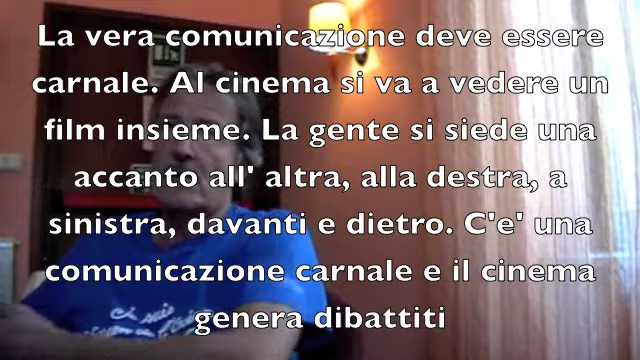 La vera comunicazione deve essere
carnale. Al cinema si va a vedere un
film insieme. La gente si siede una
accanto all' altra, alla destra, a
sinistra, davanti e dietro. C'e' una
comunicazione carnale e il cinema
genera dibattiti